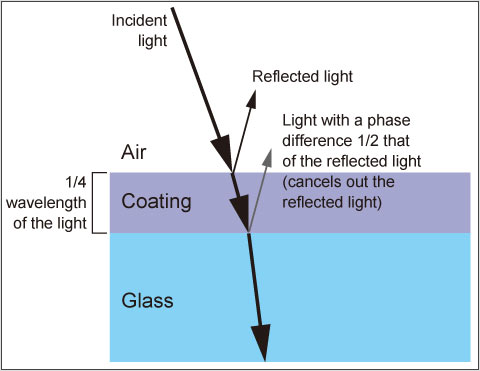 Incident
light
Reflected light
Light with a phase
difference 1/2 that
of the reflected light
(cancels out the
reflected light)
Air
1/4
wavelength
of the light
Coating
Glass